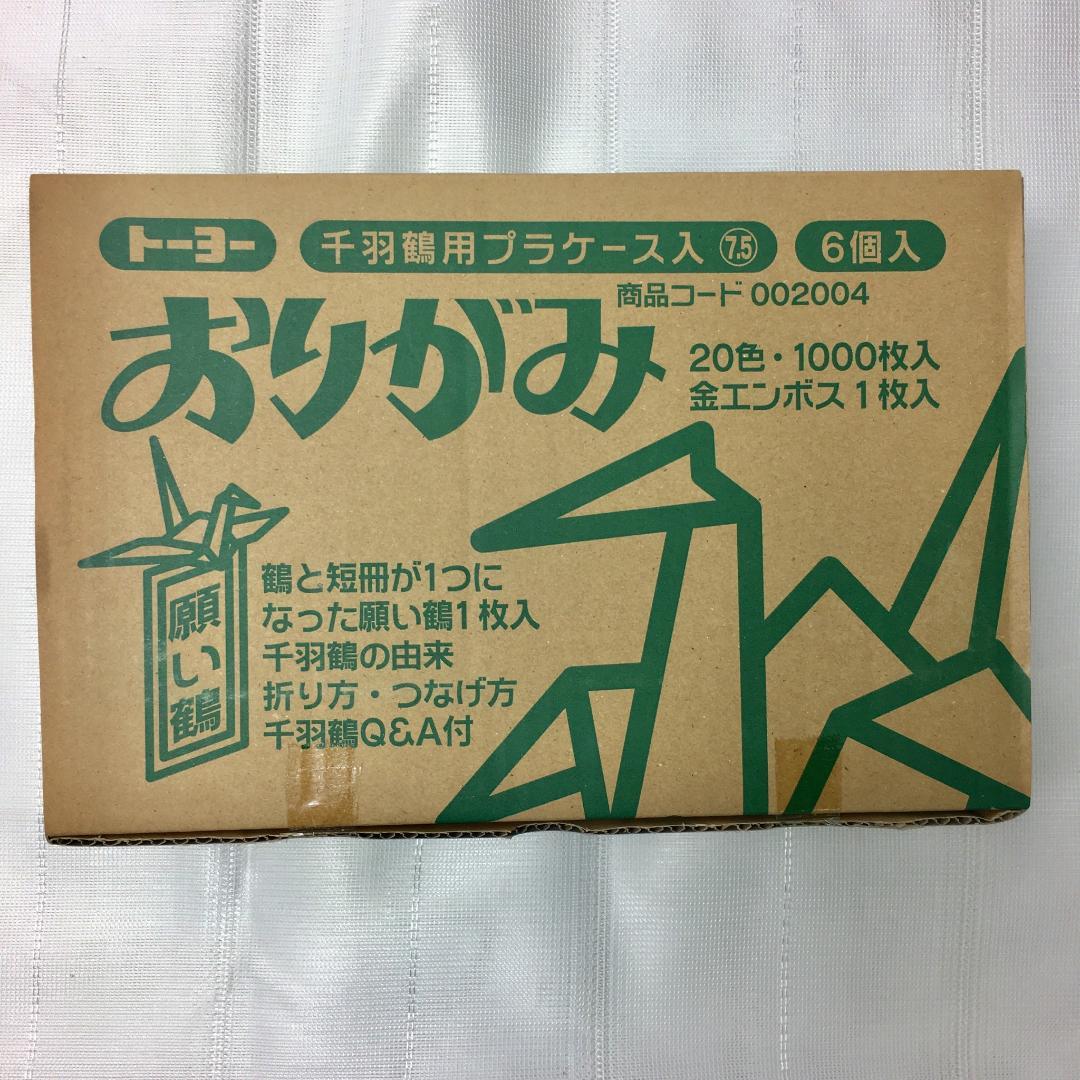 トーヨー 千羽鶴用プラケース入 7.5 6個入
商品コード 002004
おりがみ
20色・1000枚入
金エンボス1枚入
願い鶴
鶴と短冊が1つに
なった願い鶴1枚入
千羽鶴の由来
折り方・つなげ方
千羽鶴Q&A付